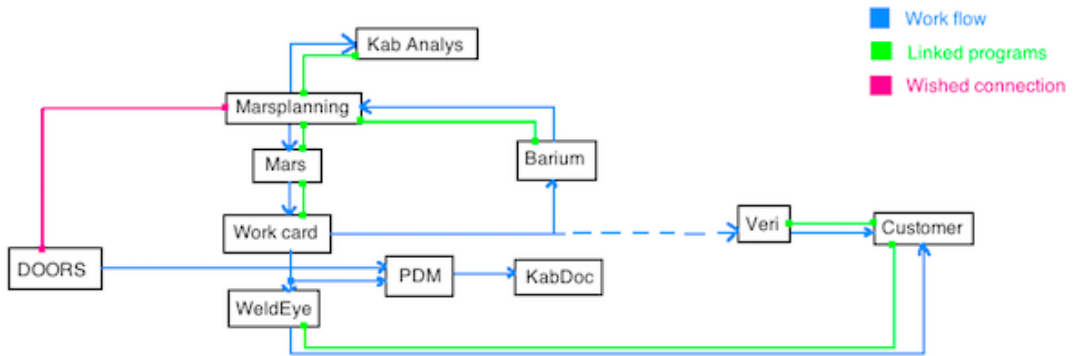 Work flow
Kab Analys
Linked programs
Wished connection
Marsplanning
Mars
Barium
Work card
Veri
Customer
DOORS
PDM
KabDoc
WeldEye